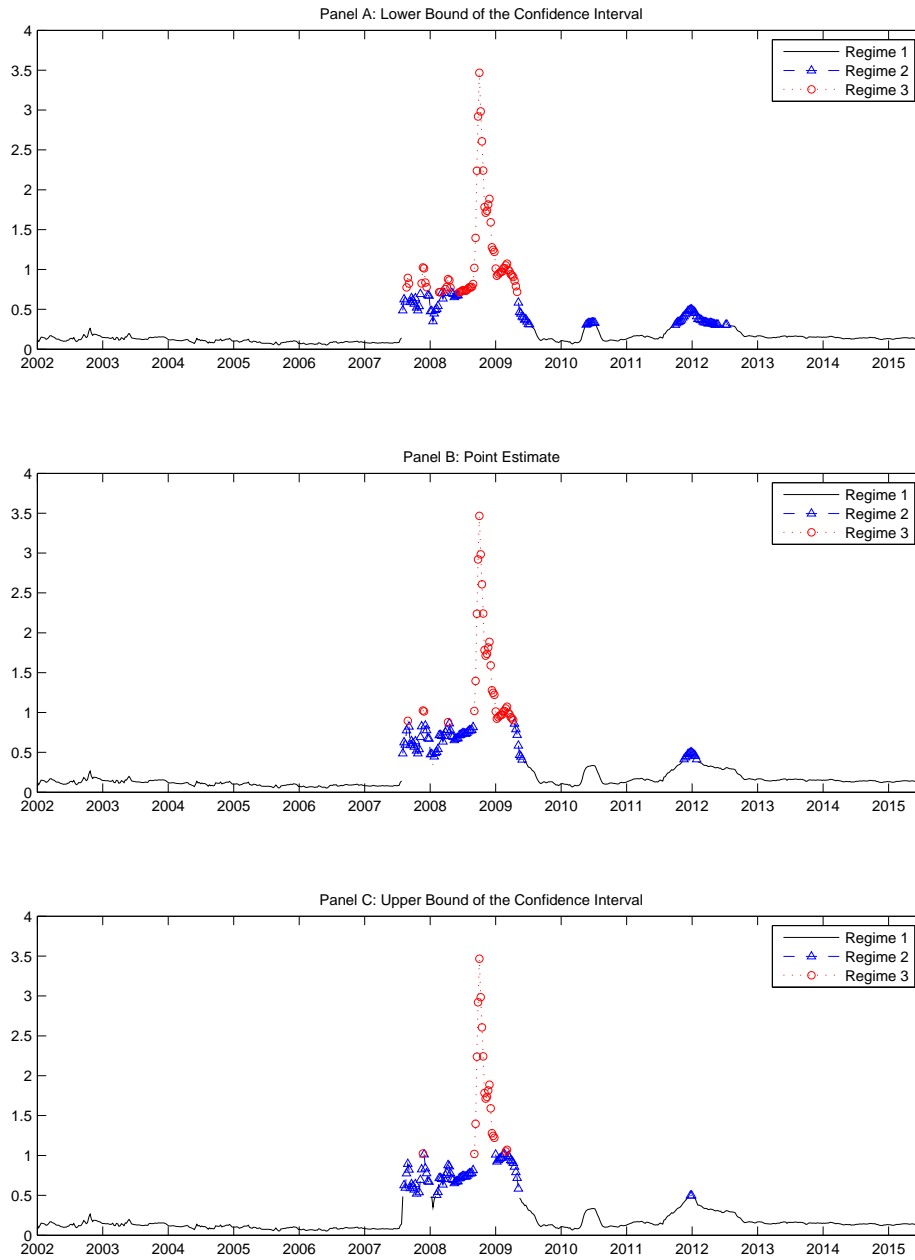 Panel A: Lower Bound of the Confidence Interval
4
3.5
3
2.5
2
1.5
1
0.5
0
Regime 1
Regime 2
Regime 3
2002 2003 2004 2005 2006 2007 2008 2009 2010 2011 2012 2013 2014 2015
Panel B: Point Estimate
4
3.5
3
2.5
2
1.5
1
0.5
0
Regime 1
Regime 2
Regime 3
2002 2003 2004 2005 2006 2007 2008 2009 2010 2011 2012 2013 2014 2015
Panel C: Upper Bound of the Confidence Interval
4
3.5
3
2.5
2
1.5
1
0.5
0
Regime 1
Regime 2
Regime 3
2002 2003 2004 2005 2006 2007 2008 2009 2010 2011 2012 2013 2014 2015